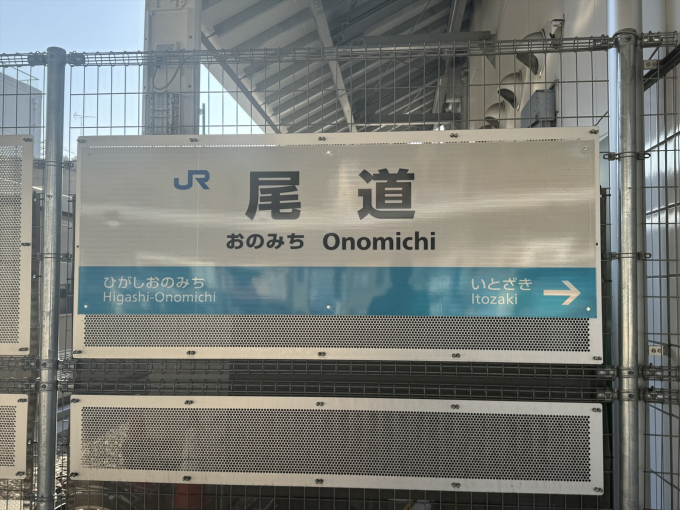 JR 尾道
おのみち Onomichi
ひがしおのみち
Higashi-Onomichi
いとざき
Itozaki